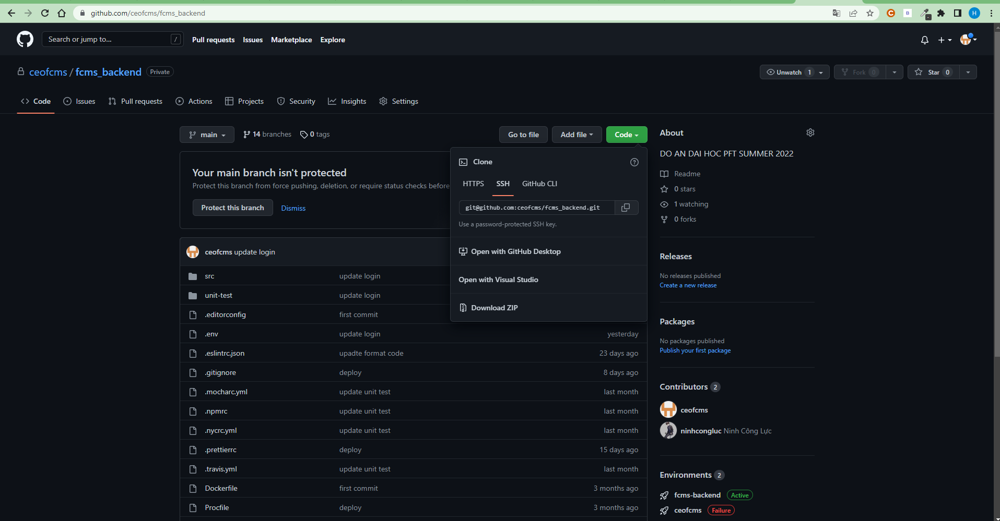 github.com/ceofcms/fcms_backend
C
B
H
Search or jump to...
/
Pull requests
Issues
Marketplace
Explore
ceofcms / fcms_backend
Private
Unwatch 1
Fork 0
Star 0
Code
Issues
Pull requests
Actions
Projects
Security
Insights
Settings
main
14 branches
0 tags
Go to file
Add file
Code
Your main branch isn't protected
Protect this branch from force pushing, deletion, or require status checks before
Protect this branch
Dismiss
Clone
HTTPS
SSH
GitHub CLI
git@github.com:ceofcms/fcms_backend.git
Use a password-protected SSH key.
Open with GitHub Desktop
Open with Visual Studio
Download ZIP
ceofcms update login
src update login
unit-test update login
.editorconfig first commit
.env update login yesterday
.eslintrc.json upadte format code 23 days ago
.gitignore deploy 8 days ago
.mocharc.yml update unit test last month
.npmrc update unit test last month
.nycrc.yml update unit test last month
.prettierrc deploy 15 days ago
.travis.yml update unit test last month
Dockerfile first commit 3 months ago
Procfile deploy 3 months ago
About
DO AN DAI HOC PFT SUMMER 2022
Readme
0 stars
1 watching
0 forks
Releases
No releases published
Create a new release
Packages
No packages published
Publish your first package
Contributors 2
ceofcms
ninhcongluc Ninh Công Lực
Environments 2
fcms-backend Active
ceofcms Failure